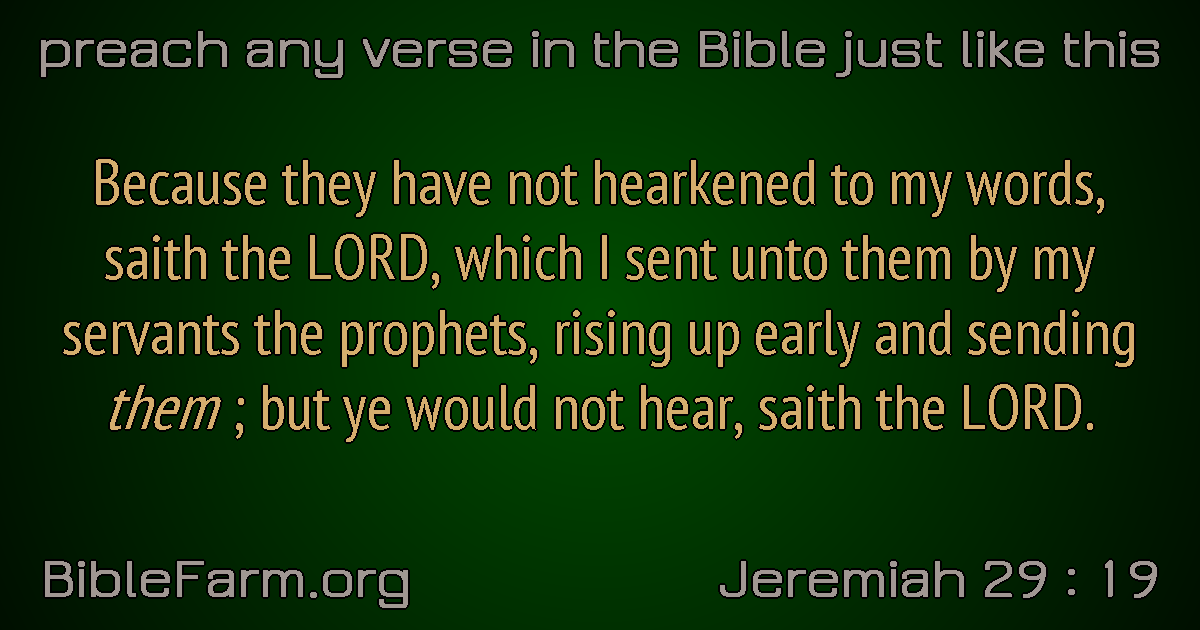 preach any verse in the Bible just like this
Because they have not hearkened to my words,
saith the LORD, which I sent unto them by my
servants the prophets, rising up early and sending
them ; but ye would not hear, saith the LORD.
BibleFarm.org
Jeremiah 29 : 19